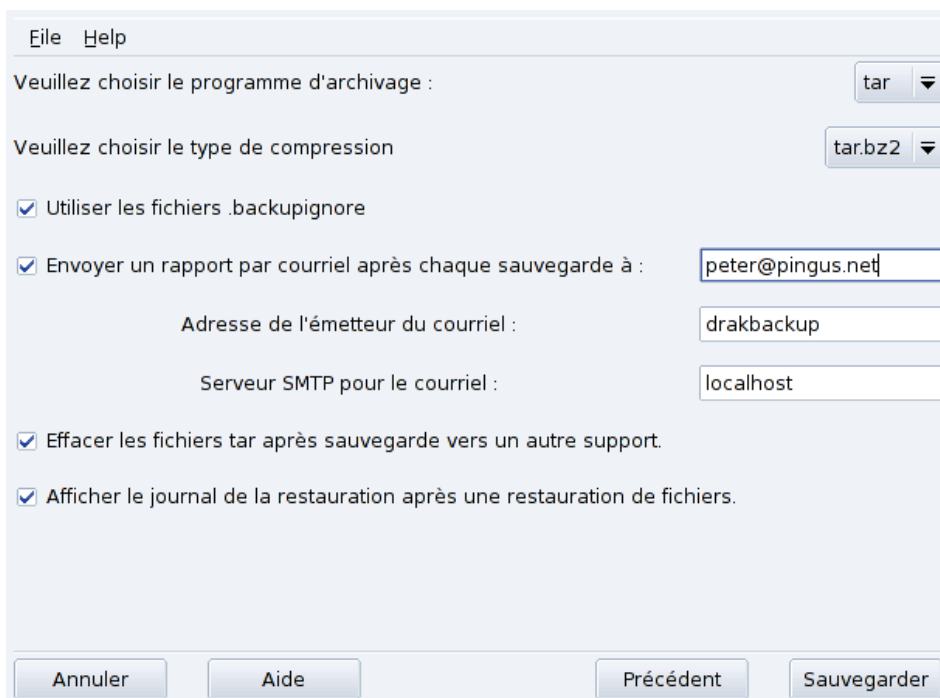 File Help
Veuillez choisir le programme d'archivage : tar
Veuillez choisir le type de compression tar.bz2
Utiliser les fichiers .backupignore
Envoyer un rapport par courriel après chaque sauvegarde à : peter@pingus.net
Adresse de l'émetteur du courriel : drakbackup
Serveur SMTP pour le courriel : localhost
Effacer les fichiers tar après sauvegarde vers un autre support.
Afficher le journal de la restauration après une restauration de fichiers.
Annuler Aide Précédent Sauvegarder